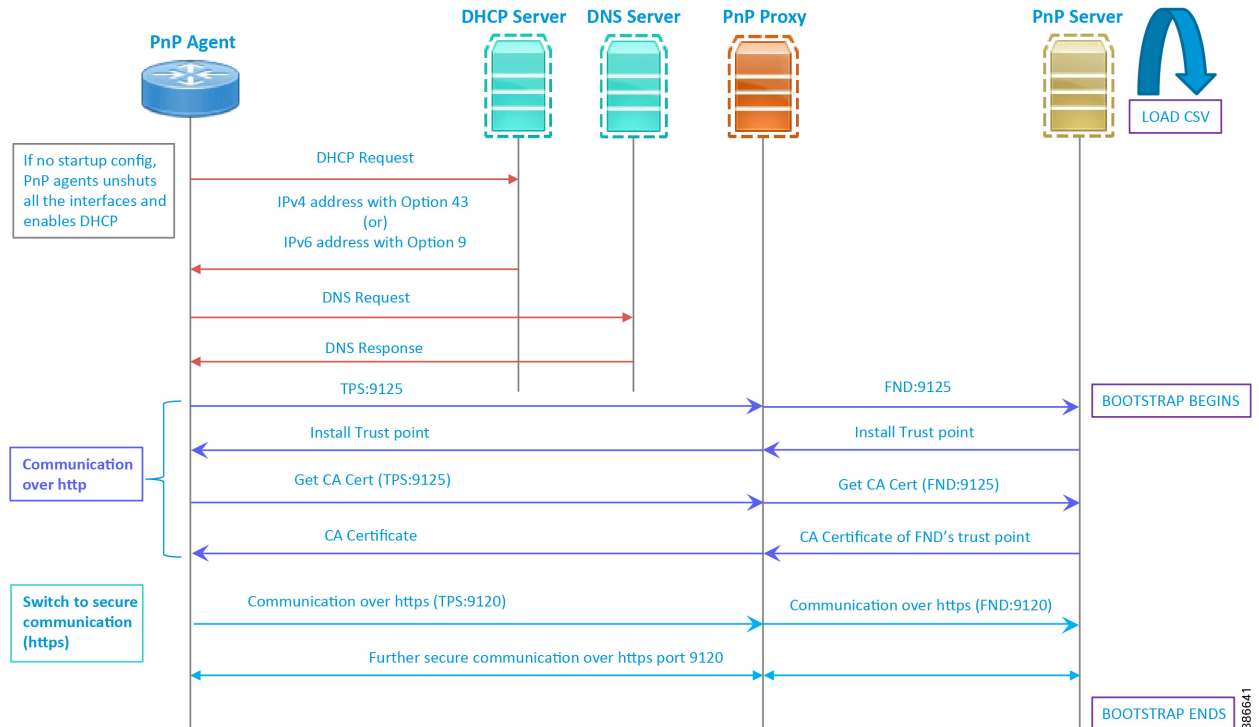 DHCP Server
DNS Server
PnP Proxy
PnP Server
PnP Agent
LOAD CSV
If no startup config,
PnP agents unshuts
all the interfaces and
enables DHCP
DHCP Request
IPv4 address with Option 43
(or)
IPv6 address with Option 9
DNS Request
DNS Response
TPS:9125
FND:9125
BOOTSTRAP BEGINS
Install Trust point
Install Trust point
Communication
over http
Get CA Cert (TPS:9125)
Get CA Cert (FND:9125)
CA Certificate
CA Certificate of FND's trust point
Switch to secure
communication
(https)
Communication over https (TPS:9120)
Communication over https (FND:9120)
Further secure communication over https port 9120
BOOTSTRAP ENDS